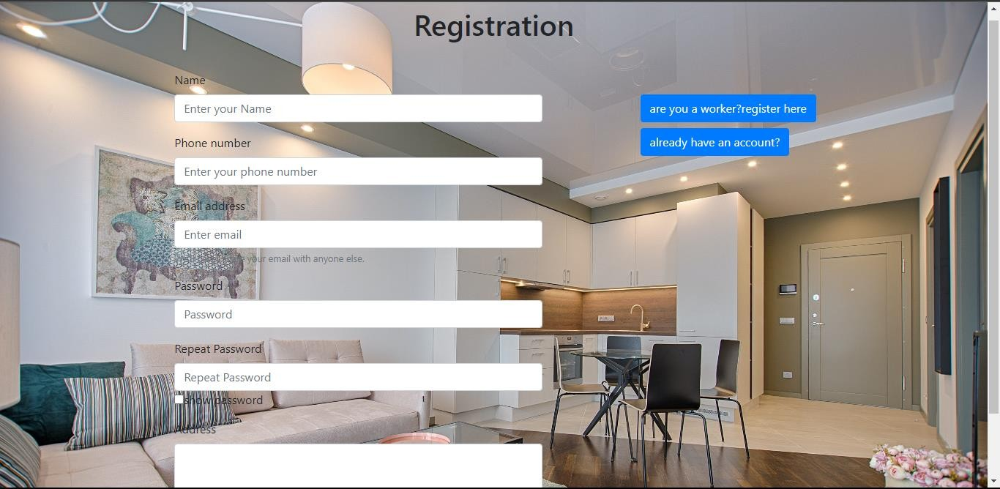 Registration
Name
Enter your Name
are you a worker?register here
Phone number
already have an account?
Enter your phone number
Email address
Enter email
your email with anyone else.
Password
Password
Repeat Password
Repeat Password
show password
Address